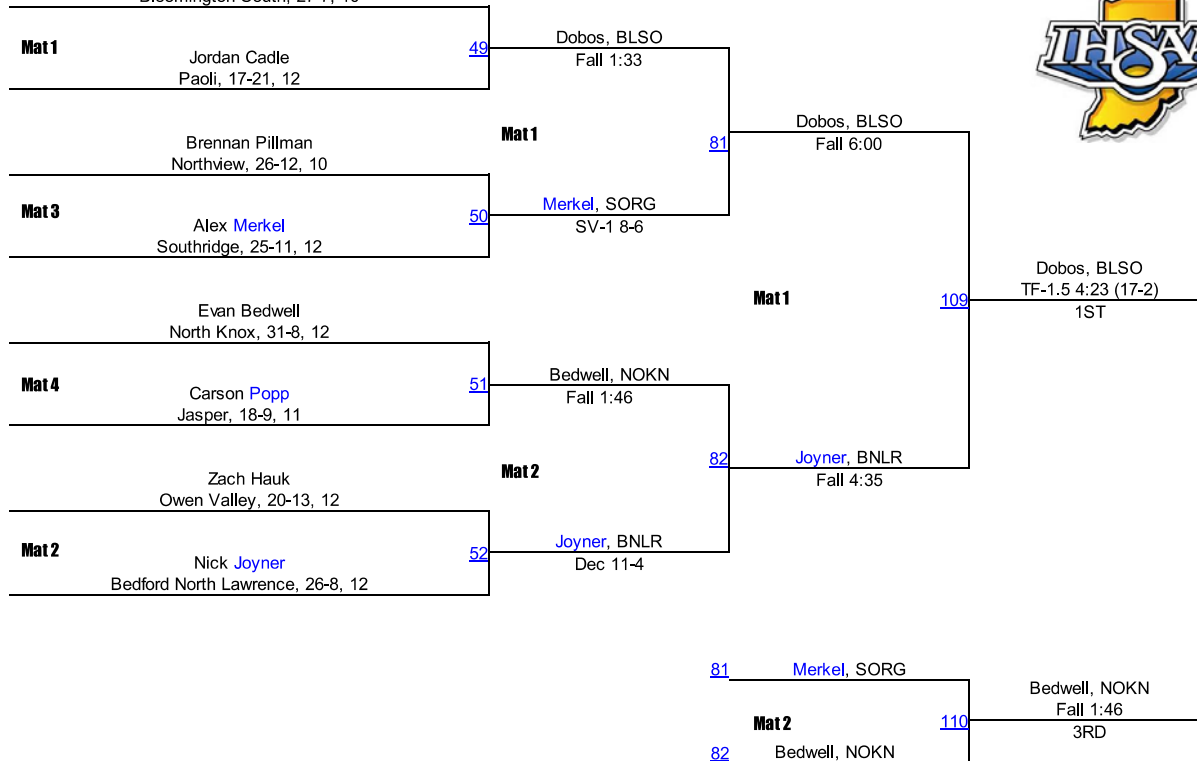 Mat 1
Jordan Cadle
Paoli, 17-21, 12
49
Dobos, BLSO
Fall 1:33
Brennan Pillman
Northview, 26-12, 10
Mat 3
Alex Merkel
Southridge, 25-11, 12
50
Merkel, SORG
SV-1 8-6
Mat 1
81
Dobos, BLSO
Fall 6:00
Evan Bedwell
North Knox, 31-8, 12
Mat 4
Carson Popp
Jasper, 18-9, 11
51
Bedwell, NOKN
Fall 1:46
Zach Hauk
Owen Valley, 20-13, 12
Mat 2
Nick Joyner
Bedford North Lawrence, 26-8, 12
52
Joyner, BNLR
Dec 11-4
Mat 2
82
Joyner, BNLR
Fall 4:35
Mat 1
109
Dobos, BLSO
TF-1.5 4:23 (17-2)
1ST
IHSAA
81
Merkel, SORG
Mat 2
110
82
Bedwell, NOKN
Bedwell, NOKN
Fall 1:46
3RD